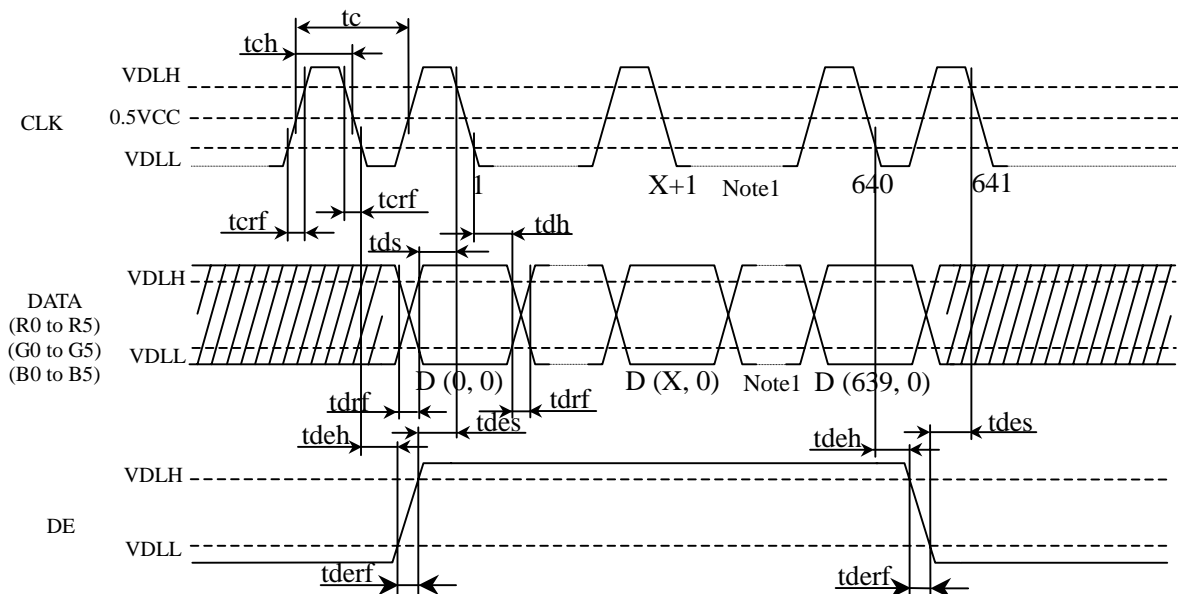 tc
tch
VDLH
CLK
0.5VCC
VDLL
1
X+1
Note1
640
641
tcrf
tcrf
tds
tdh
VDLH
DATA
(R0 to R5)
(G0 to G5)
(B0 to B5)
VDLL
D (0, 0)
D (X, 0)
Note1
D (639, 0)
tdrf
tdrf
tdes
tdes
tdeh
tdeh
VDLH
DE
VDLL
tderf
tderf